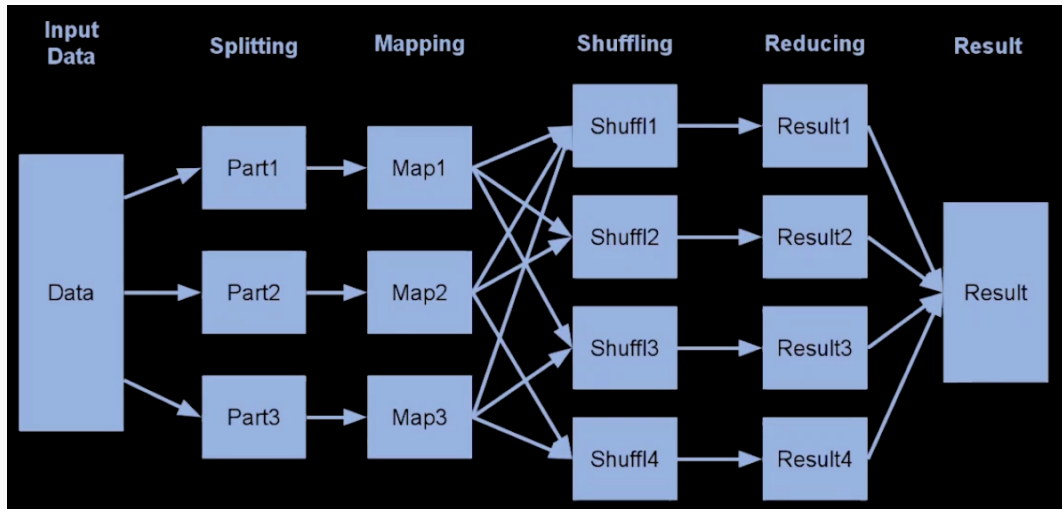 Input
Data
Splitting
Mapping
Shuffling
Reducing
Result
Data
Part1
Part2
Part3
Map1
Map2
Map3
Shuffl1
Shuffl2
Shuffl3
Shuffl4
Result1
Result2
Result3
Result4
Result